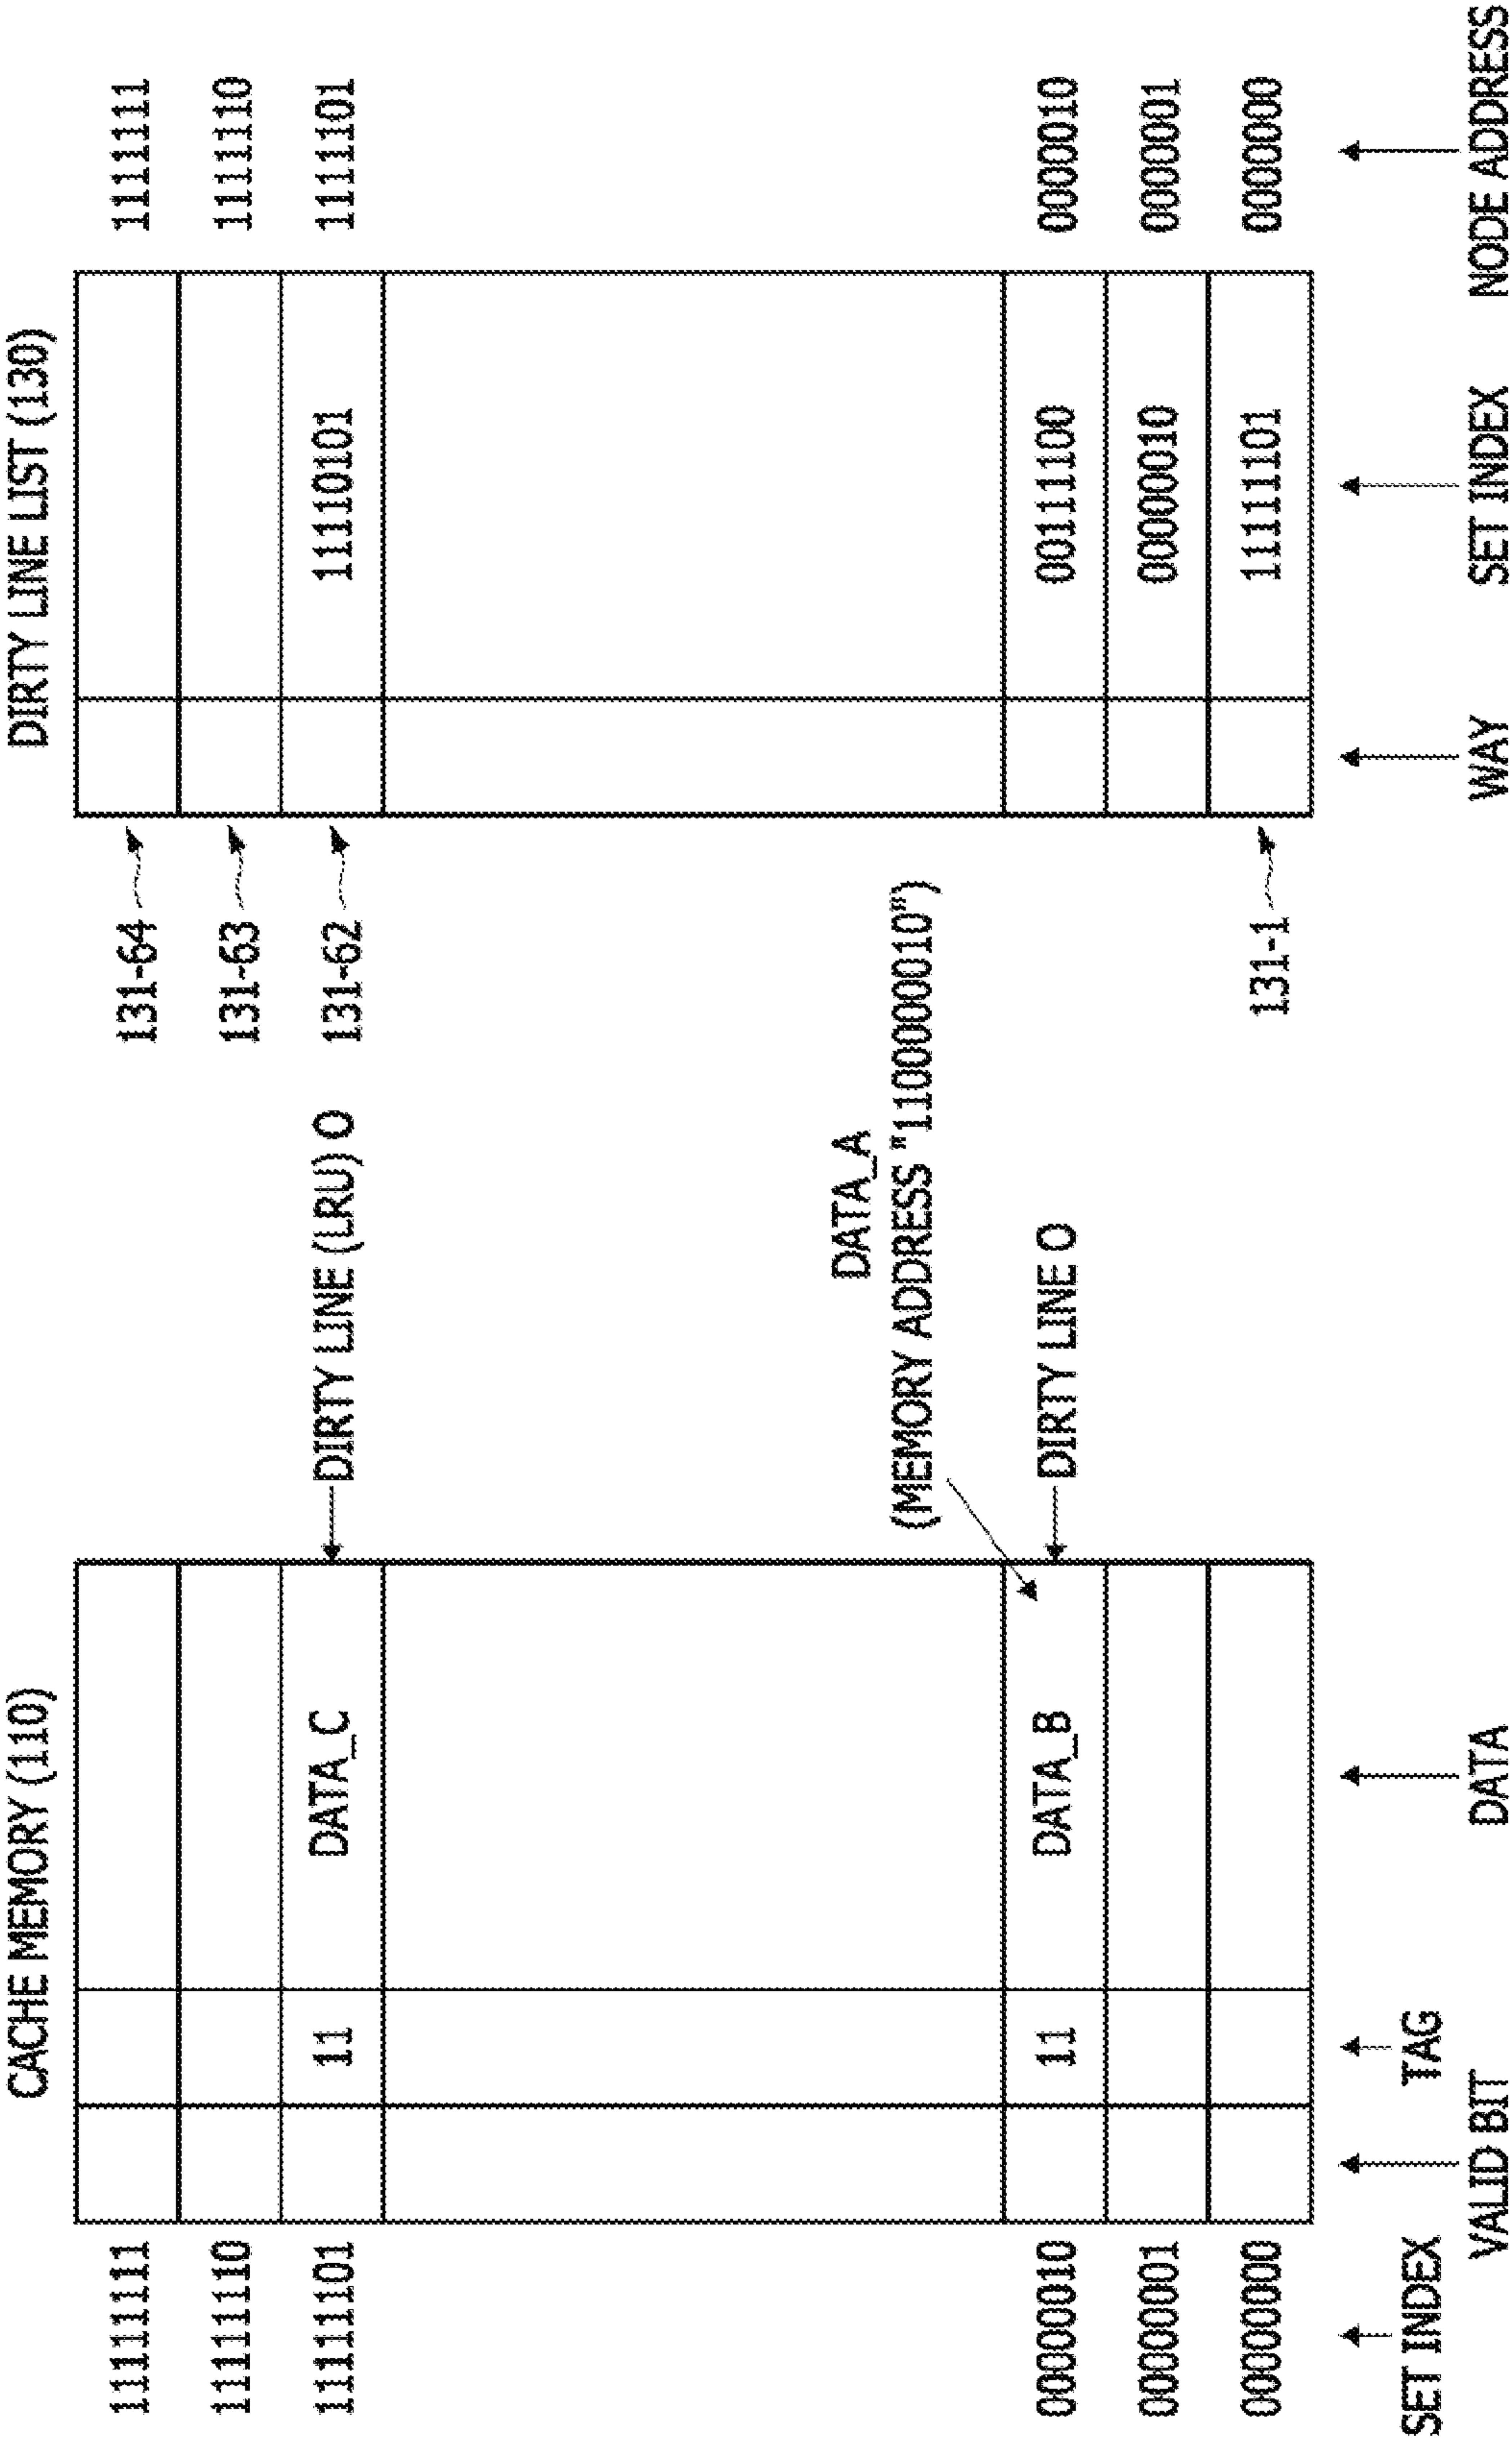 CACHE MEMORY (110)
DIRTY LINE LIST (130)
11111111
131-64
1111111
11111110
131-63
1111110
11111101 11 DATA_C
DIRTY LINE (LRU) O
131-62
11110101
1111101
DATA_A
(MEMORY ADDRESS "1100000010")
00000010 11 DATA_B
DIRTY LINE O
00111100
0000010
00000001
00000010
0000001
00000000
131-1
11111101
0000000
SET INDEX
TAG
VALID BIT
DATA
WAY
SET INDEX
NODE ADDRESS